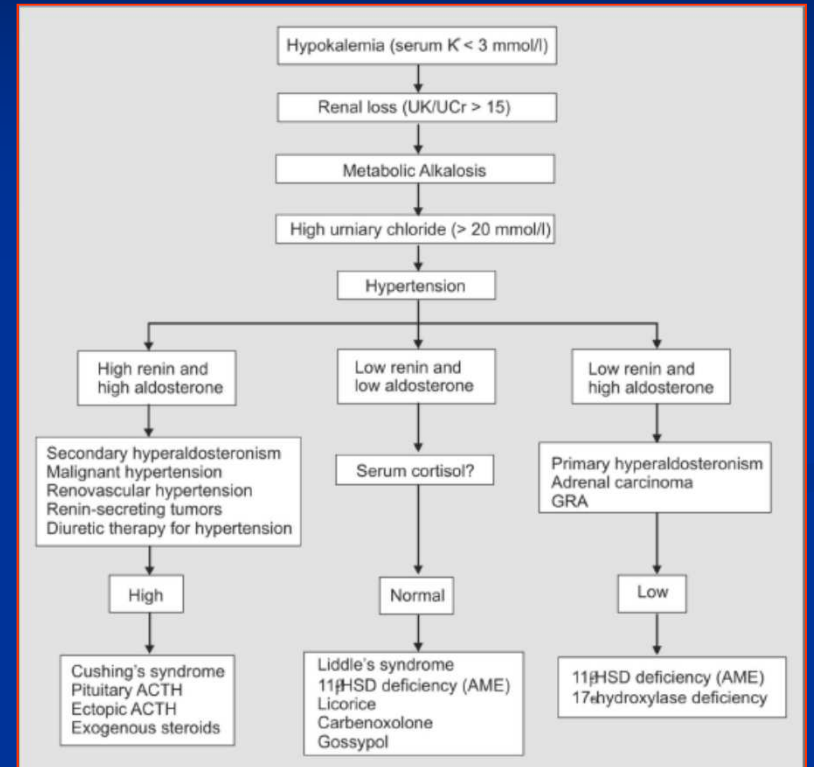 Hypokalemia (serum K⁺ < 3 mmol/l)
Renal loss (UK/UCr > 15)
Metabolic Alkalosis
High urniary chloride (> 20 mmol/l)
Hypertension
High renin and
high aldosterone
Low renin and
low aldosterone
Low renin and
high aldosterone
Secondary hyperaldosteronism
Malignant hypertension
Renovascular hypertension
Renin-secreting tumors
Diuretic therapy for hypertension
Serum cortisol?
Primary hyperaldosteronism
Adrenal carcinoma
GRA
High
Normal
Low
Cushing's syndrome
Pituitary ACTH
Ectopic ACTH
Exogenous steroids
Liddle's syndrome
11βHSD deficiency (AME)
Licorice
Carbenoxolone
Gossypol
11βHSD deficiency (AME)
17αhydroxylase deficiency